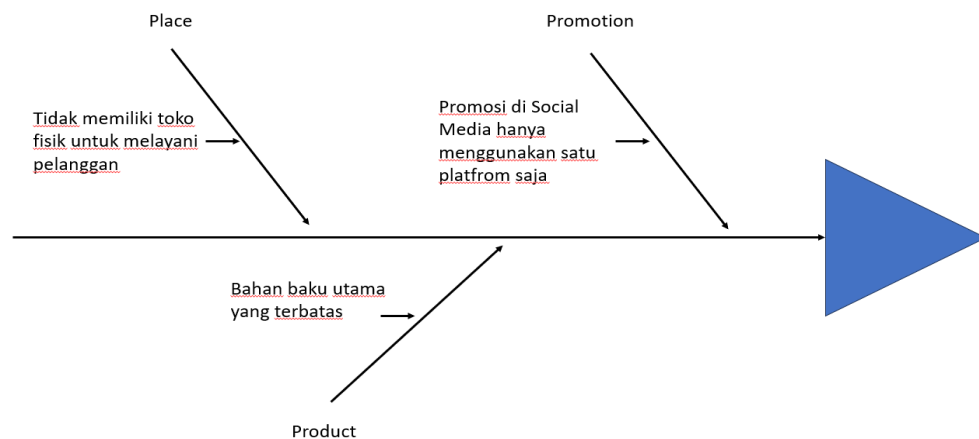 Place
Promotion
Tidak memiliki toko
fisik untuk melayani
pelanggan
Promosi di Social
Media hanya
menggunakan satu
platfrom saja
Bahan baku utama
yang terbatas
Product